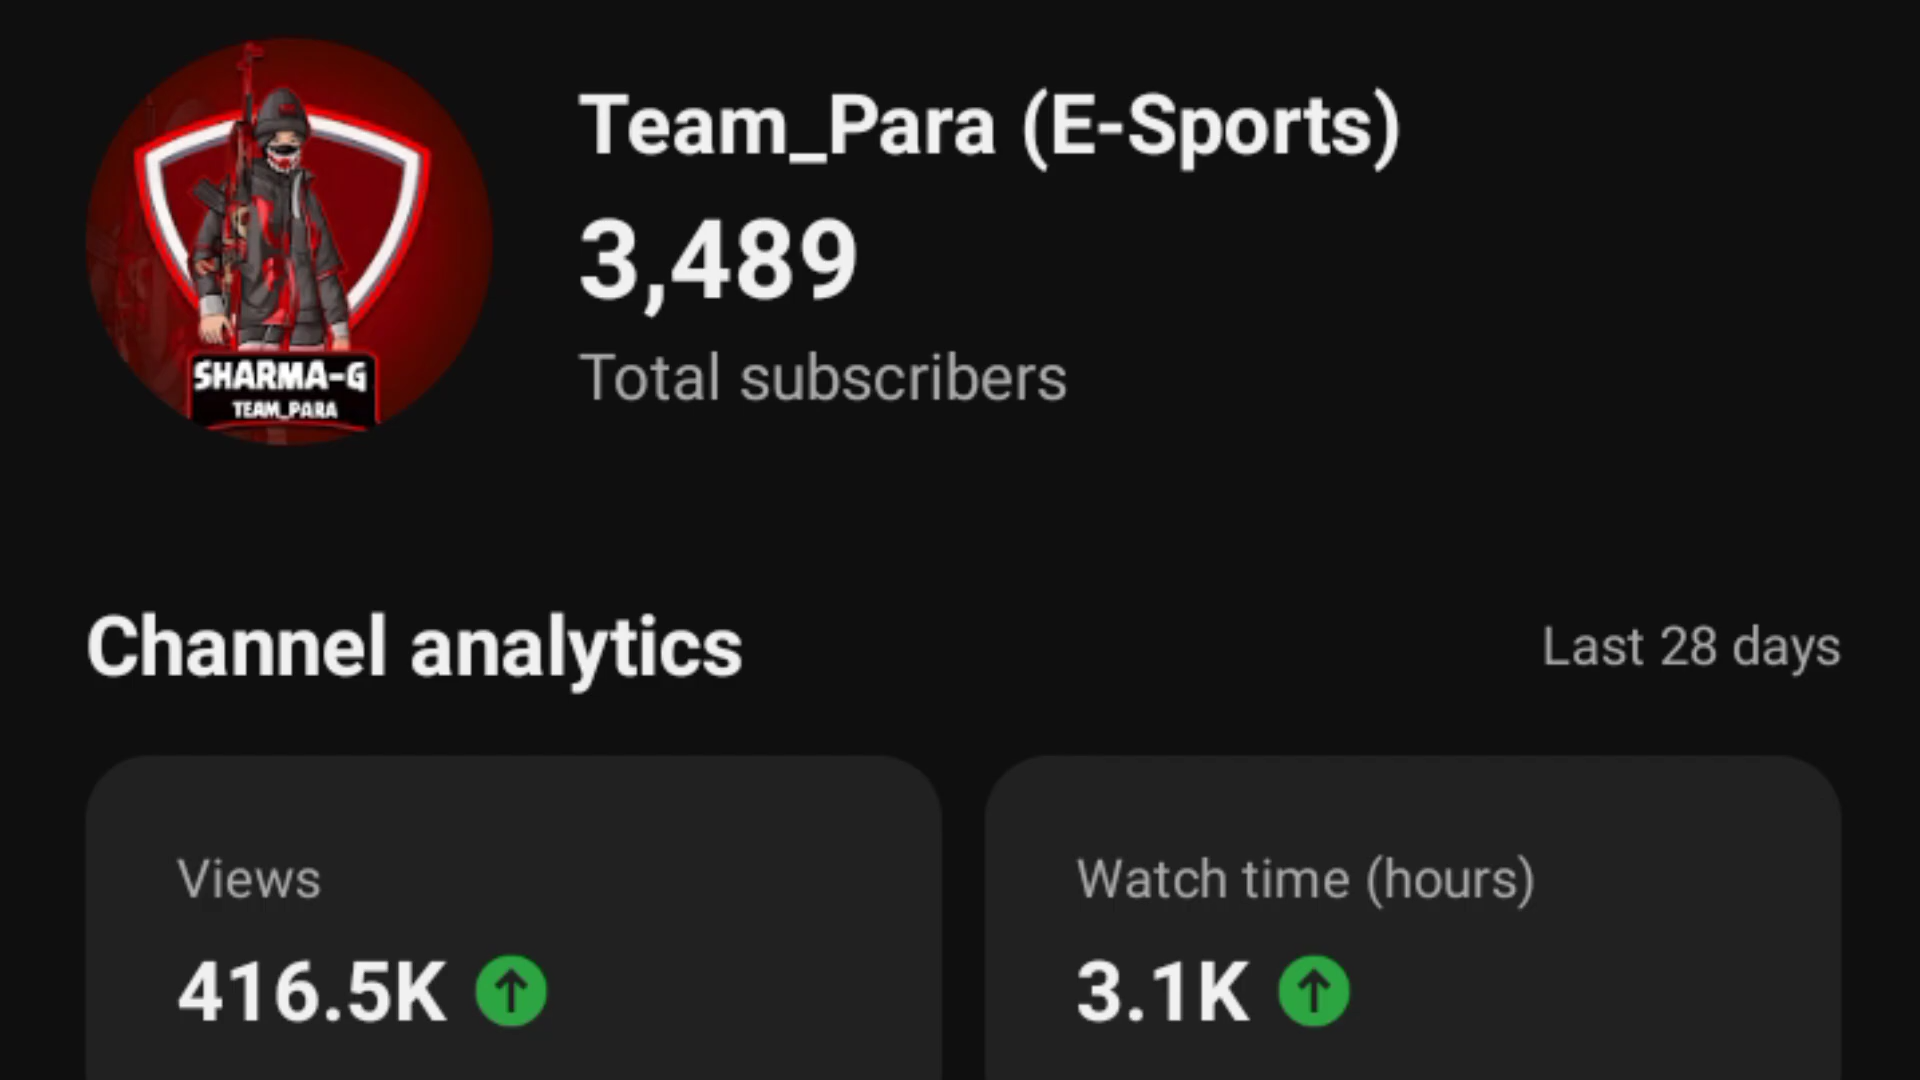 Team_Para (E-Sports)
3,489
Total subscribers
SHARMA-G
TEAM_PARA
Channel analytics
Last 28 days
Views
Watch time (hours)
416.5K
3.1K